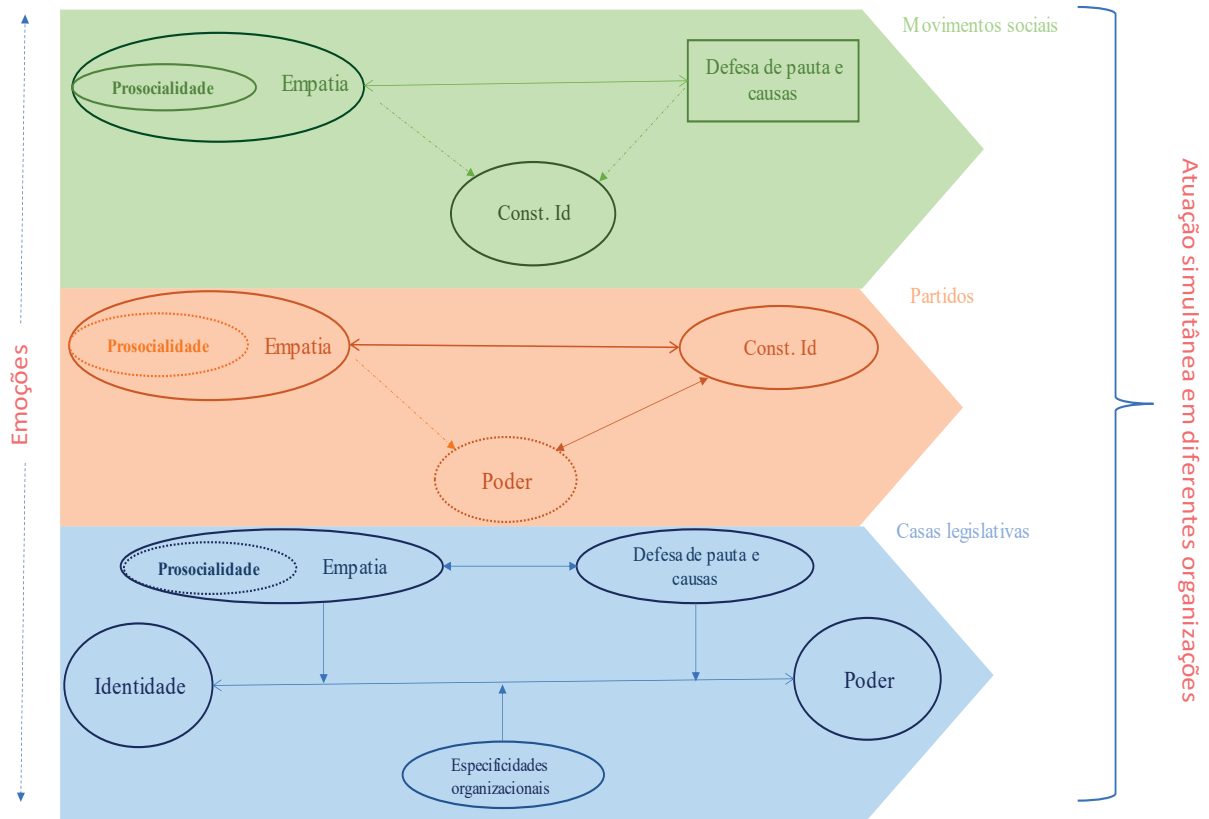 Movimentos sociais
Prosocialidade
Empatia
Defesa de pauta e
causas
Const. Id
Partidos
Prosocialidade
Empatia
Const. Id
Poder
Casas legislativas
Prosocialidade
Empatia
Defesa de pauta e
causas
Identidade
Poder
Especificidades
organizacionais
Emoções
Atuação simultânea em diferentes organizações